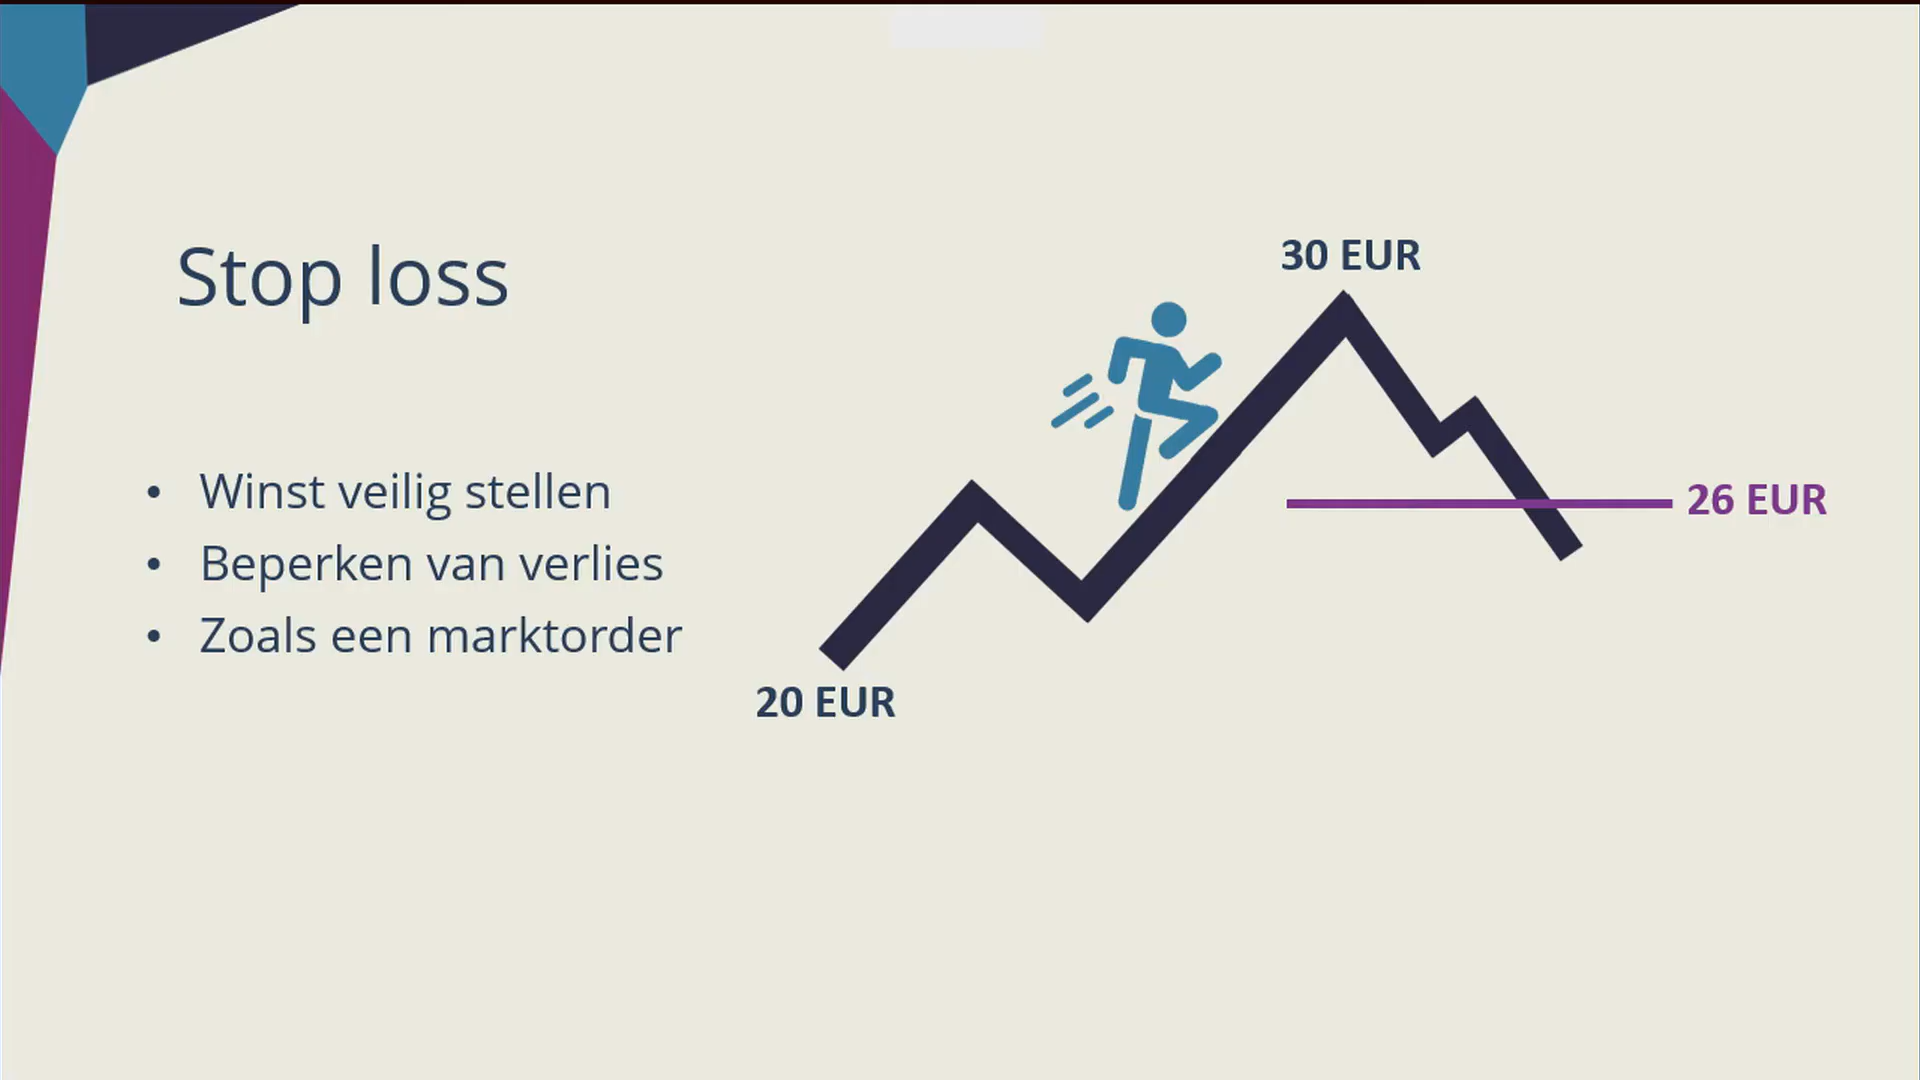 Stop loss
• Winst veilig stellen
• Beperken van verlies
• Zoals een marktorder
30 EUR
26 EUR
20 EUR